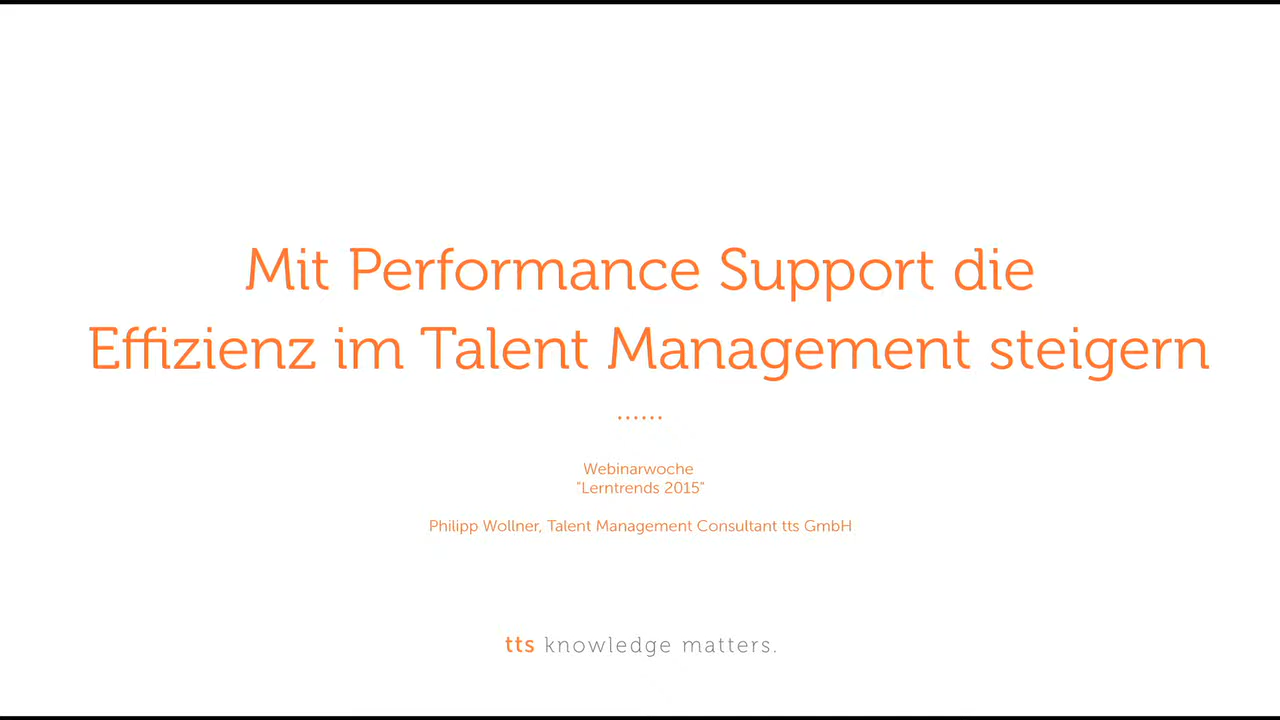 Mit Performance Support die
Effizienz im Talent Management steigern
......
Webinarwoche
"Lerntrends 2015"
Philipp Wollner, Talent Management Consultant tts GmbH
tts knowledge matters.